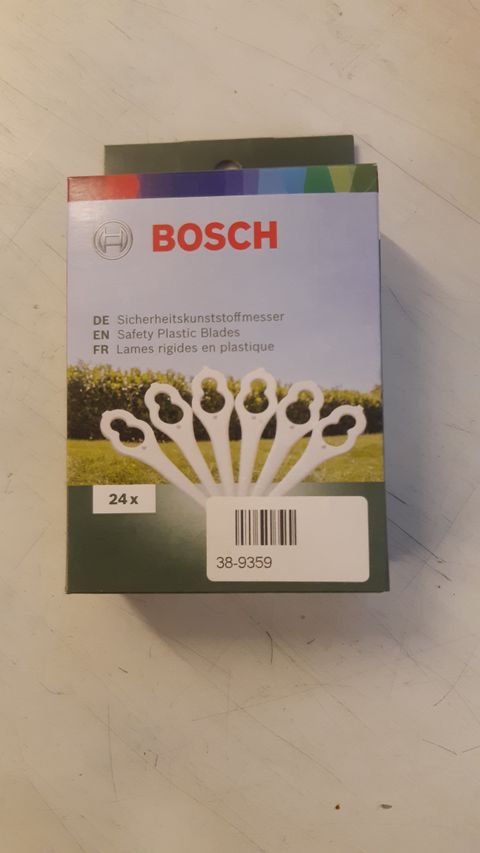 BOSCH
DE Sicherheitskunststoffmesser
EN Safety Plastic Blades
FR Lames rigides en plastique
24 x
38-9359